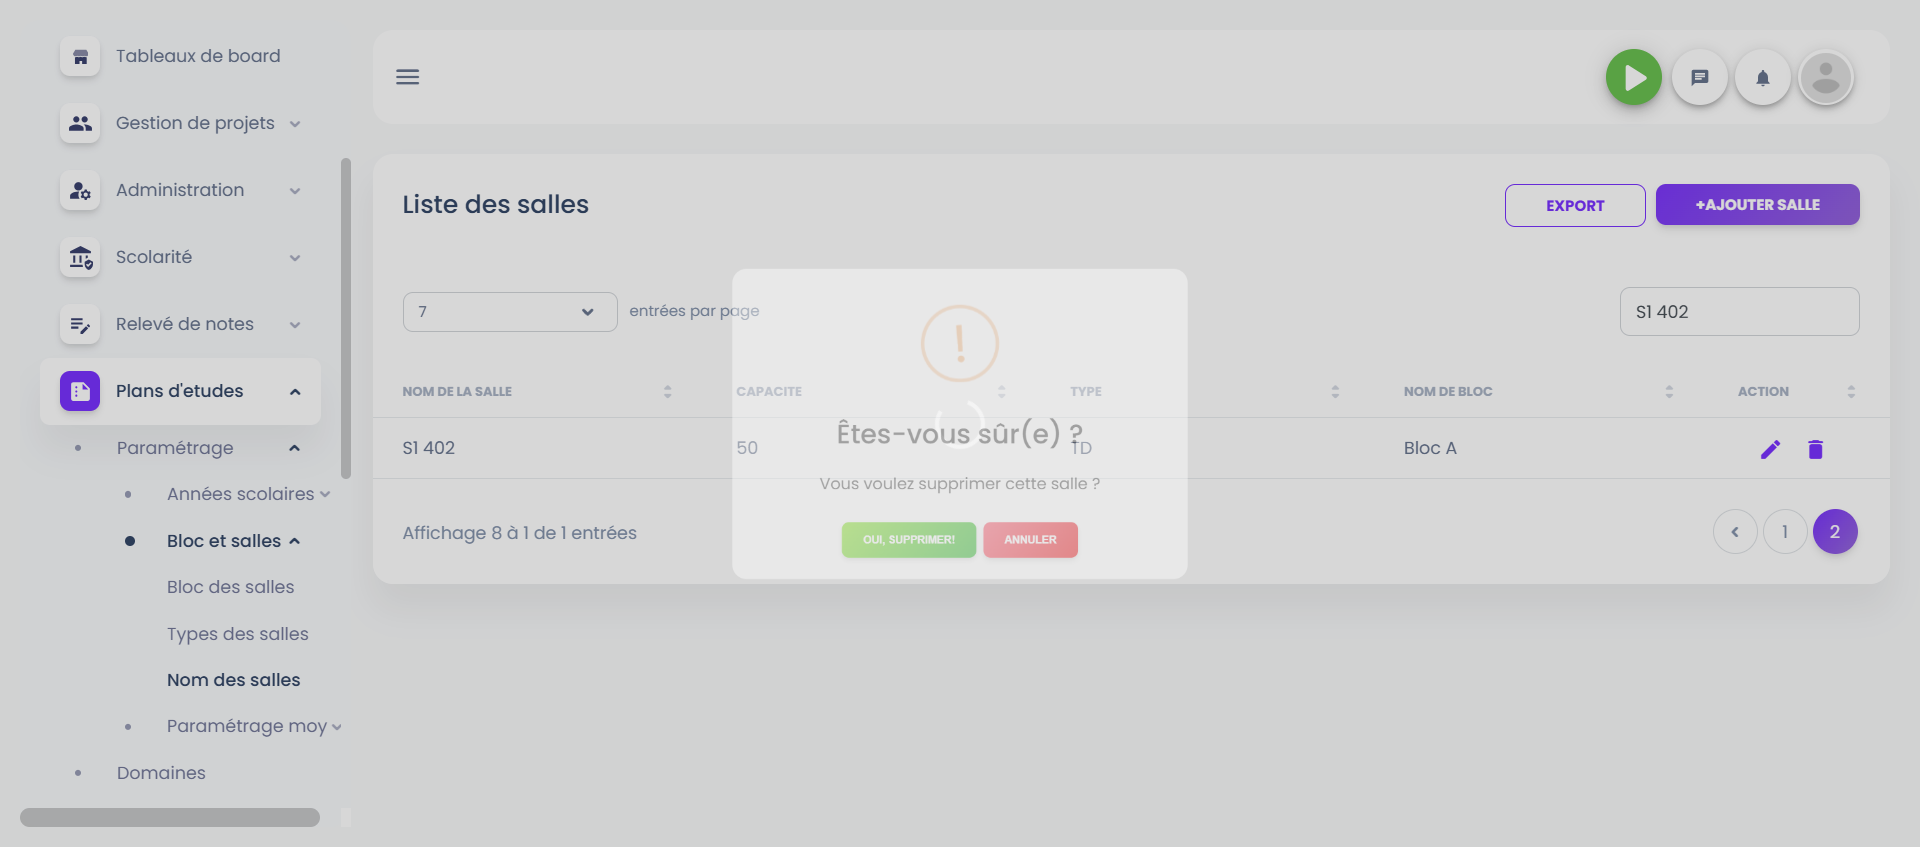 Tableaux de board
Gestion de projets
Administration
Scolarité
Relevé de notes
Plans d'etudes
Paramétrage
Années scolaires
Bloc et salles
Bloc des salles
Types des salles
Nom des salles
Paramétrage moy
Domaines
Liste des salles
EXPORT
+AJOUTER SALLE
7
entrées par page
S1 402
NOM DE LA SALLE CAPACITE TYPE NOM DE BLOC ACTION
S1 402 50 TD Bloc A
Affichage 8 à 1 de 1 entrées
1 2
!
Êtes-vous sûr(e) ?
Vous voulez supprimer cette salle ?
OUI, SUPPRIMER! ANNULER